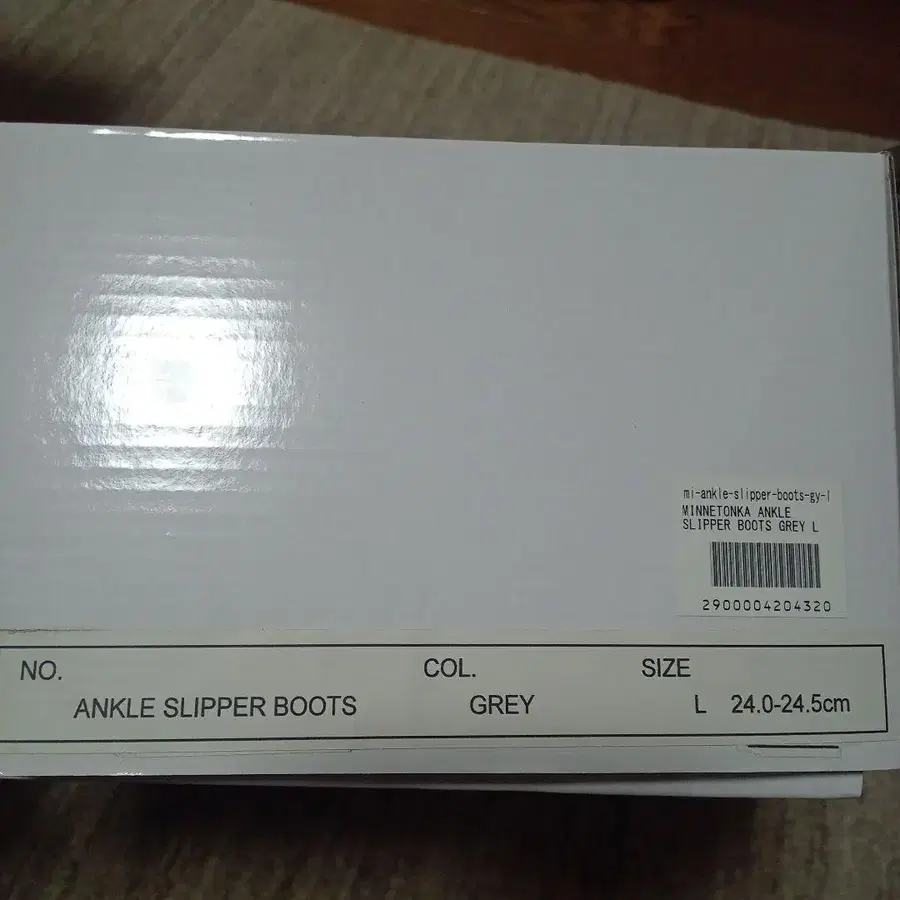 mi-ankle-slipper-boots-gy-l
MINNETONKA ANKLE
SLIPPER BOOTS GREY L
2900004204320
NO. COL. SIZE
ANKLE SLIPPER BOOTS GREY L 24.0-24.5cm